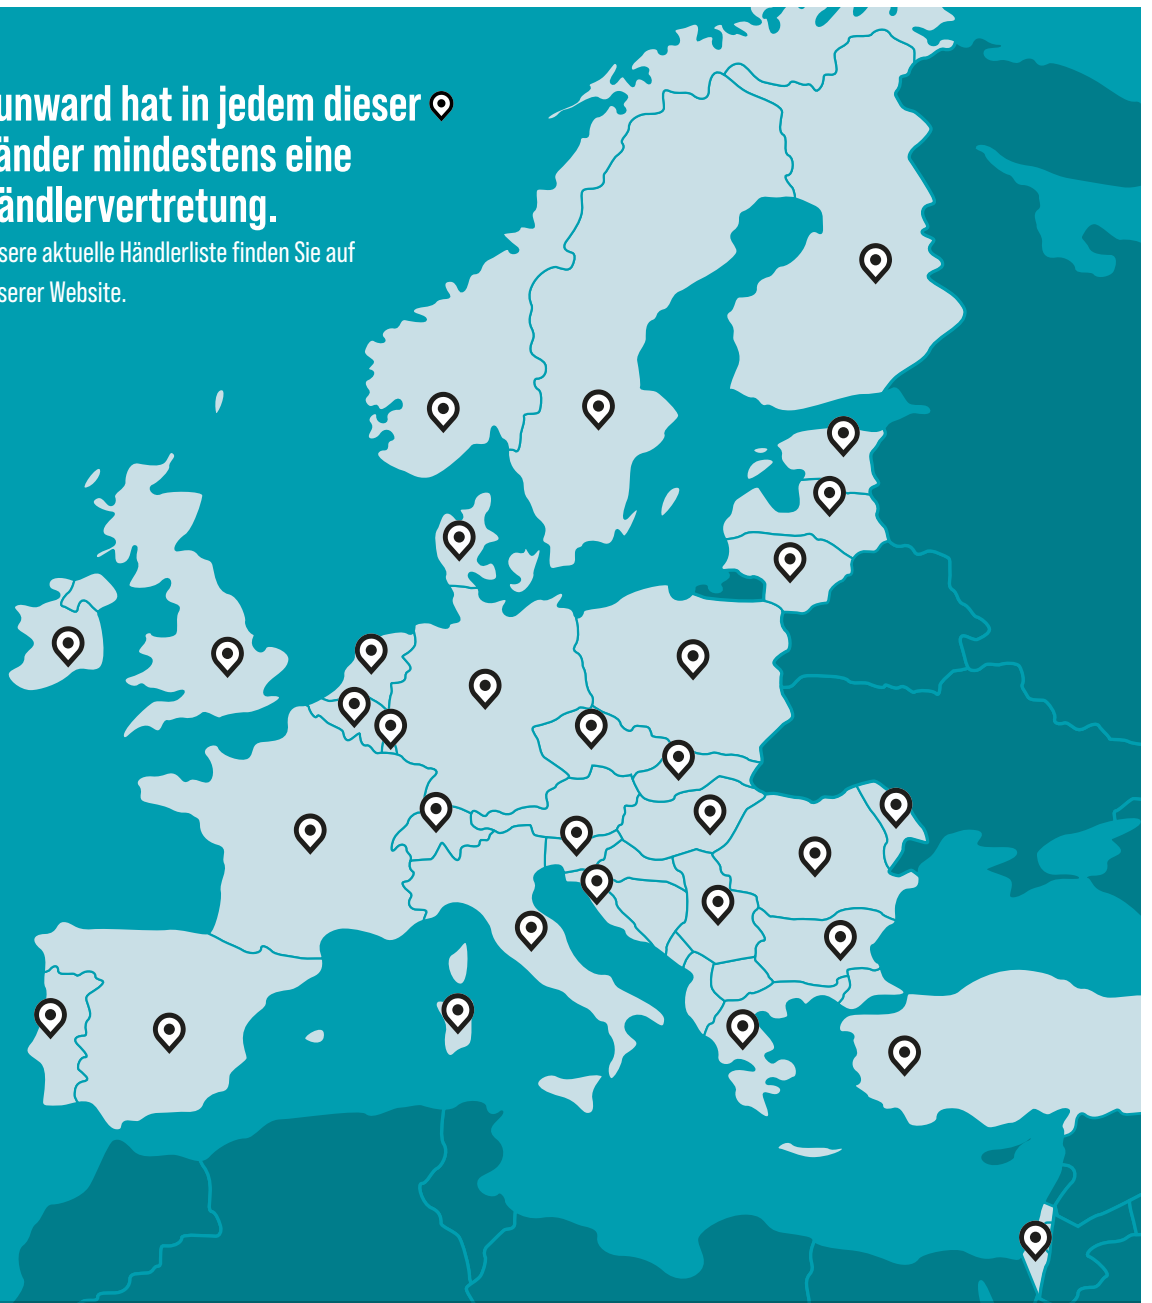 unward hat in jedem dieser
änder mindestens eine
ändlervertretung.
sere aktuelle Händlerliste finden Sie auf
serer Website.